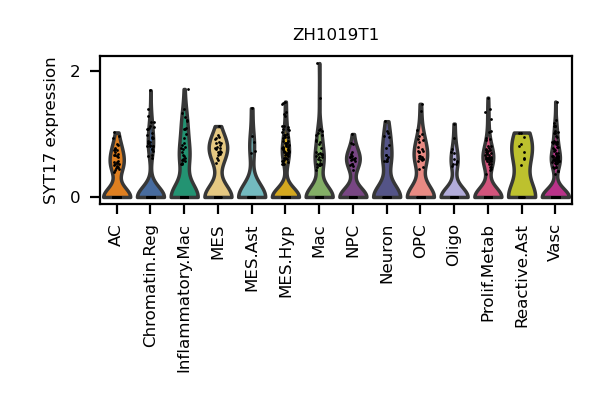 ZH1019T1
SYT17 expression
2
0
AC
Chromatin.Reg
Inflammatory.Mac
MES
MES.Ast
MES.Hyp
Mac
NPC
Neuron
OPC
Oligo
Prolif.Metab
Reactive.Ast
Vasc